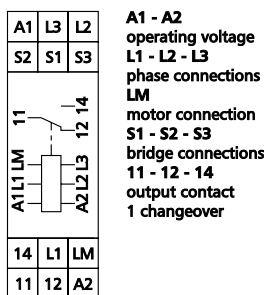 A1 L3 L2
S2 S1 S3
11
14
12
A1 L1 LM
A2 L2 L3
14 L1 LM
11 12 A2
A1 - A2
operating voltage
L1 - L2 - L3
phase connections
LM
motor connection
S1 - S2 - S3
bridge connections
11 - 12 - 14
output contact
1 changeover